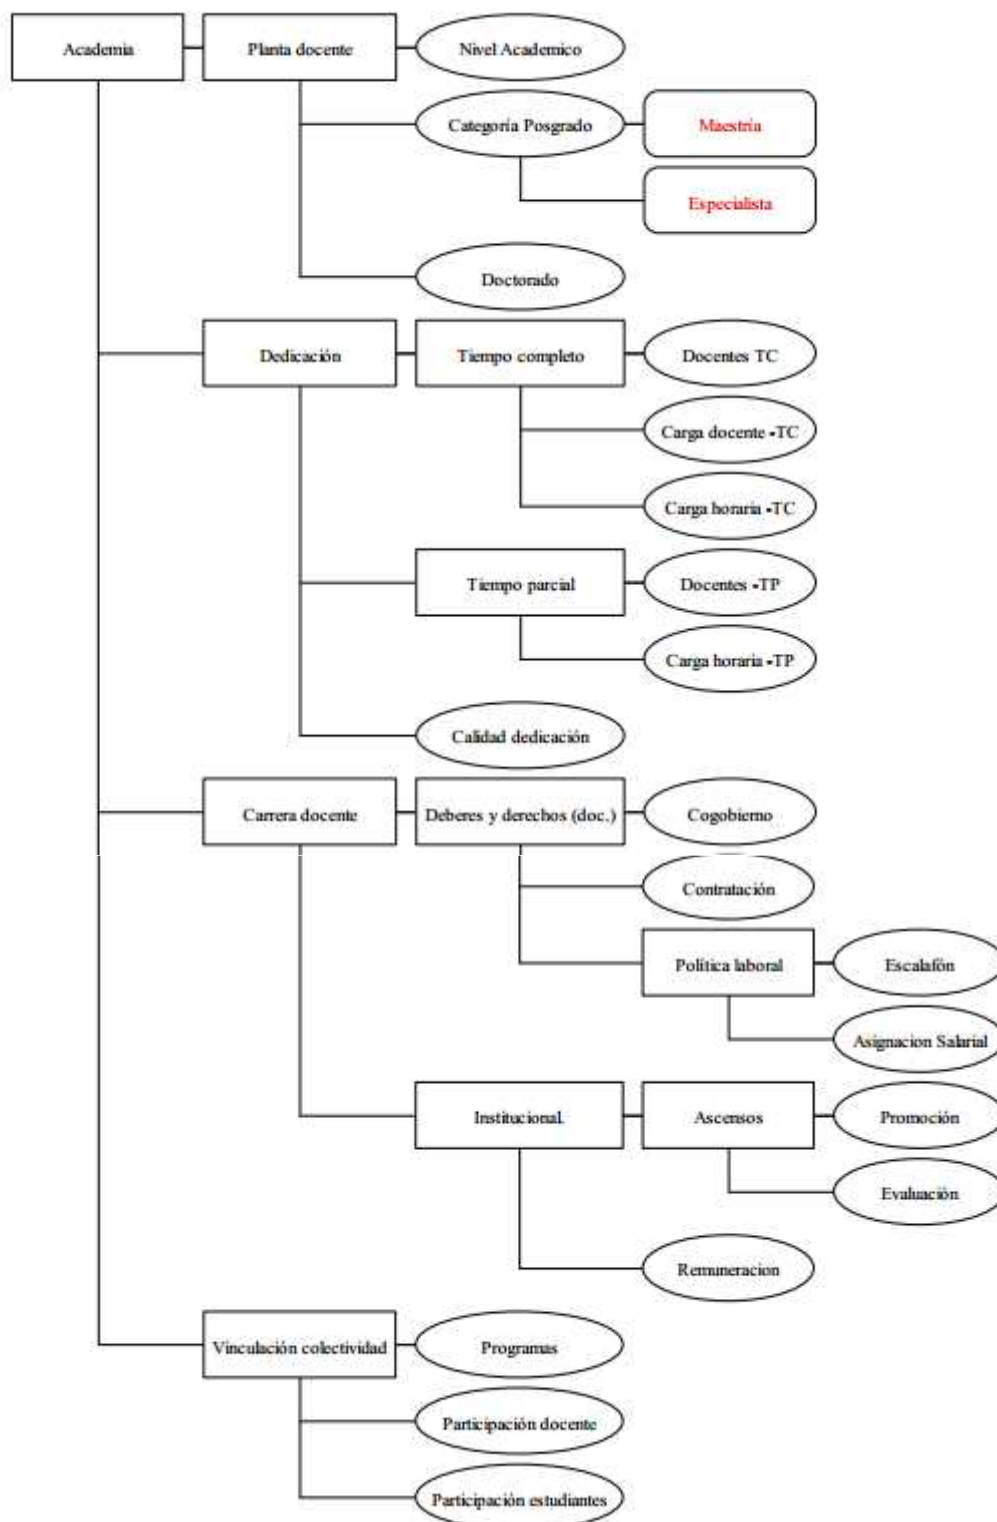 Academia
Planta docente
Nivel Academico
Categoría Posgrado
Maestría
Especialista
Doctorado
Dedicación
Tiempo completo
Docentes TC
Carga docente -TC
Carga horaria -TC
Tiempo parcial
Docentes -TP
Carga horaria -TP
Calidad dedicación
Carrera docente
Deberes y derechos (doc.)
Cogobierno
Contratación
Política laboral
Escalafón
Asignacion Salarial
Institucional.
Ascensos
Promoción
Evaluación
Remuneracion
Vinculación colectividad
Programas
Participación docente
Participación estudiantes